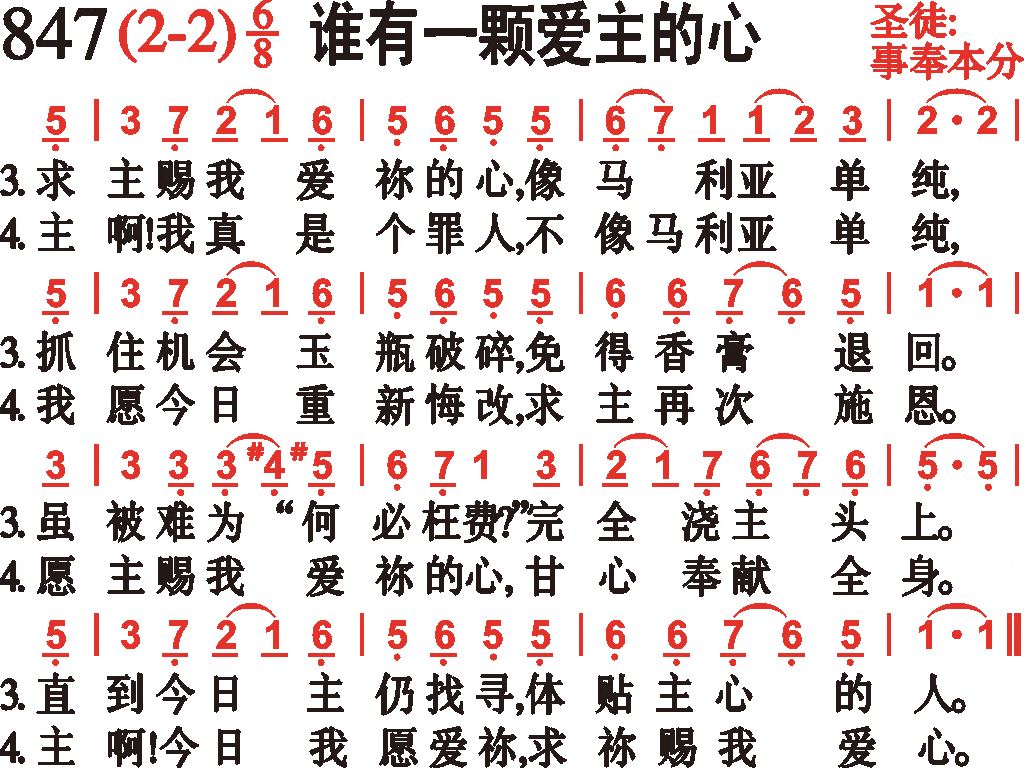 847 (2-2) 6/8 谁有一颗爱主的心 圣徒:
事奉本分
5 | 3 7 2 1 6 | 5 6 5 5 | 6 7 1 1 2 3 | 2 · 2 |
3. 求 主 赐 我 爱 祢 的 心,像 马 利 亚 单 纯,
4. 主 啊!我 真 是 个 罪 人,不 像 马 利 亚 单 纯,
5 | 3 7 2 1 6 | 5 6 5 5 | 6 6 7 6 5 | 1 · 1 |
3. 抓 住 机 会 玉 瓶 破 碎,免 得 香 膏 退 回。
4. 我 愿 今 日 重 新 悔 改,求 主 再 次 施 恩。
3 | 3 3 3 #4 #5 | 6 7 1 3 | 2 1 7 6 7 6 | 5 · 5 |
3. 虽 被 难 为 “何 必 枉 费?”完 全 浇 主 头 上。
4. 愿 主 赐 我 爱 祢 的 心, 甘 心 奉 献 全 身。
5 | 3 7 2 1 6 | 5 6 5 5 | 6 6 7 6 5 | 1 · 1 ‖
3. 直 到 今 日 主 仍 找 寻,体 贴 主 心 的 人。
4. 主 啊!今 日 我 愿 爱 祢,求 祢 赐 我 爱 心。